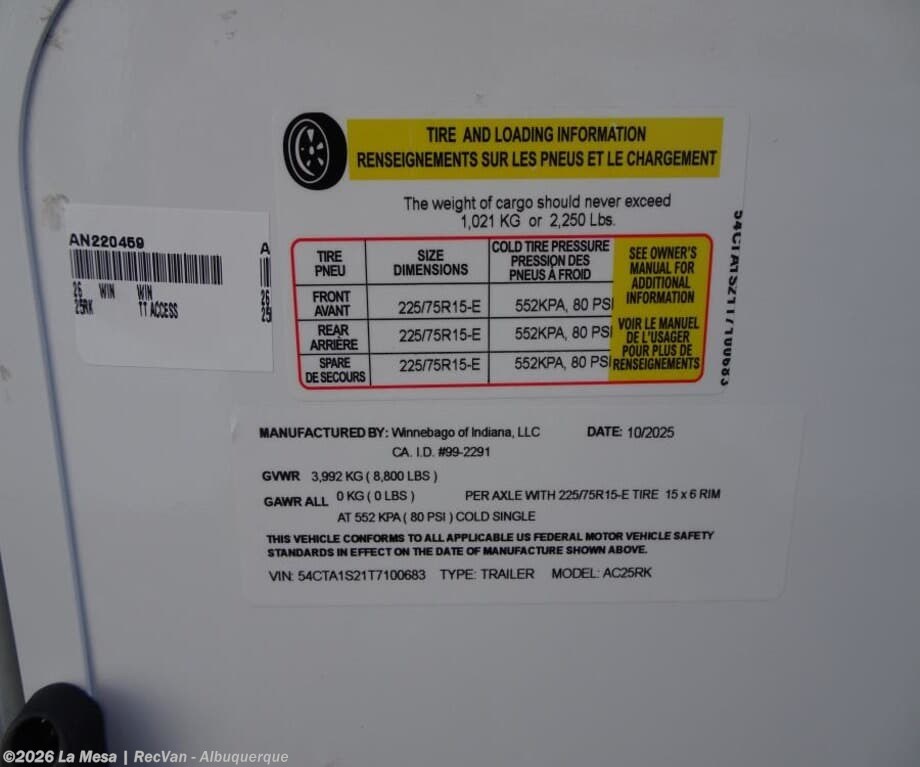 TIRE AND LOADING INFORMATION
RENSEIGNEMENTS SUR LES PNEUS ET LE CHARGEMENT
The weight of cargo should never exceed
1,021 KG or 2,250 Lbs.
TIRE
PNEU
SIZE
DIMENSIONS
COLD TIRE PRESSURE
PRESSION DES
PNEUS À FROID
SEE OWNER'S
MANUAL FOR
ADDITIONAL
INFORMATION
VOIR LE MANUEL
DE L'USAGER
POUR PLUS DE
RENSEIGNEMENTS
FRONT
AVANT
225/75R15-E
552KPA, 80 PSI
REAR
ARRIÈRE
225/75R15-E
552KPA, 80 PSI
SPARE
DE SECOURS
225/75R15-E
552KPA, 80 PSI
54CTA1S21T7100683
AN220459
26 WIN WIN
25RK TT ACCESS
A
26
25
MANUFACTURED BY: Winnebago of Indiana, LLC DATE: 10/2025
CA. I.D. #99-2291
GVWR 3,992 KG ( 8,800 LBS )
GAWR ALL 0 KG ( 0 LBS ) PER AXLE WITH 225/75R15-E TIRE 15 x 6 RIM
AT 552 KPA ( 80 PSI ) COLD SINGLE
THIS VEHICLE CONFORMS TO ALL APPLICABLE US FEDERAL MOTOR VEHICLE SAFETY
STANDARDS IN EFFECT ON THE DATE OF MANUFACTURE SHOWN ABOVE.
VIN: 54CTA1S21T7100683 TYPE: TRAILER MODEL: AC25RK
©2026 La Mesa | RecVan - Albuquerque